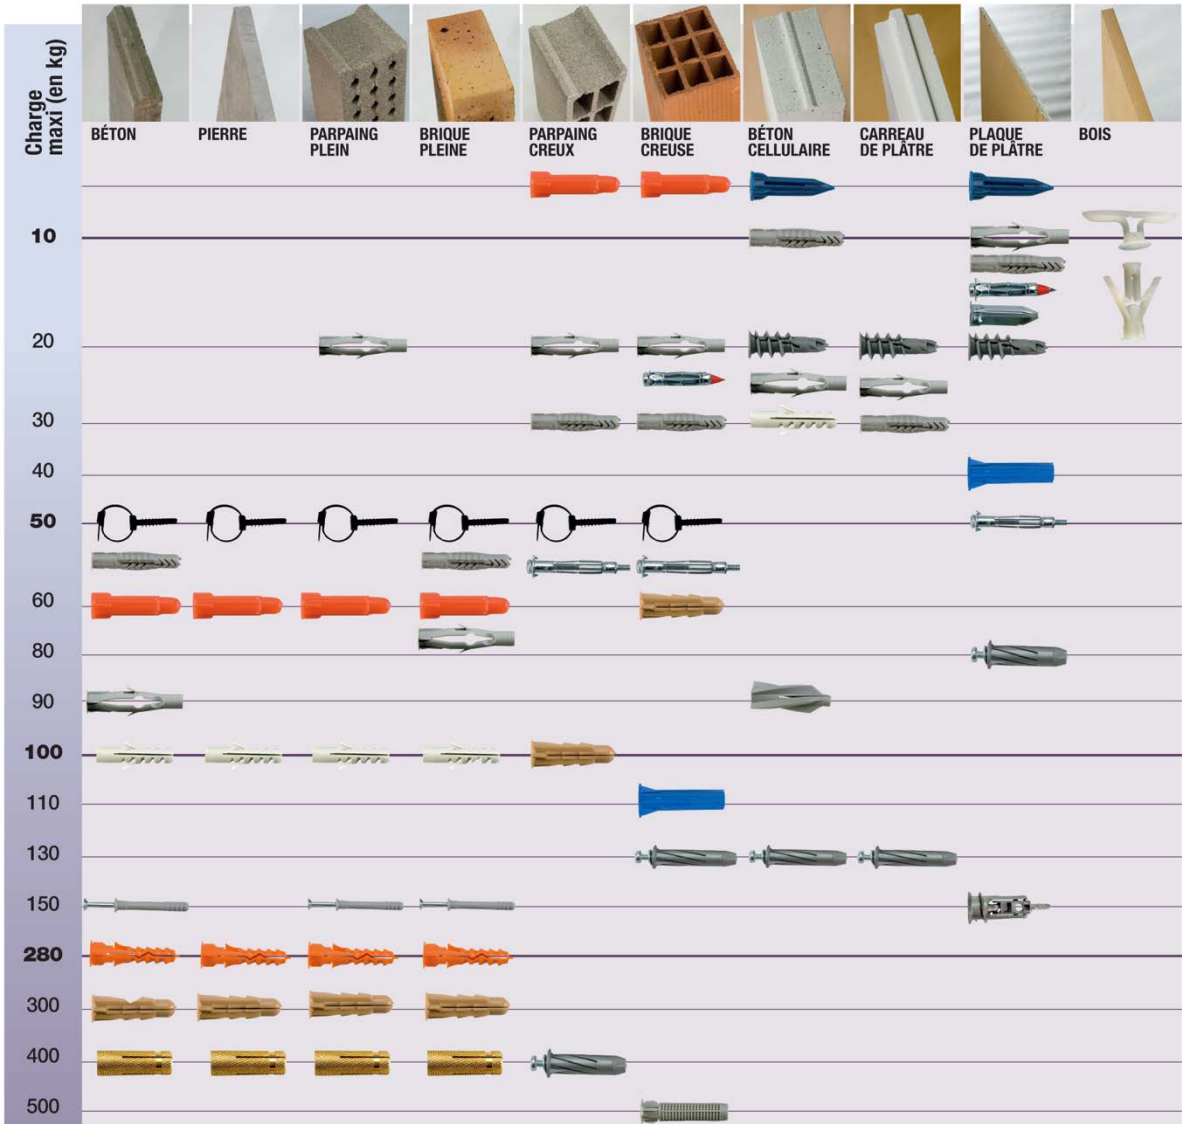 Charge
maxi (en kg)
BÉTON
PIERRE
PARPAING
PLEIN
BRIQUE
PLEINE
PARPAING
CREUX
BRIQUE
CREUSE
BÉTON
CELLULAIRE
CARREAU
DE PLÂTRE
PLAQUE
DE PLÂTRE
BOIS
10
20
30
40
50
60
80
90
100
110
130
150
280
300
400
500